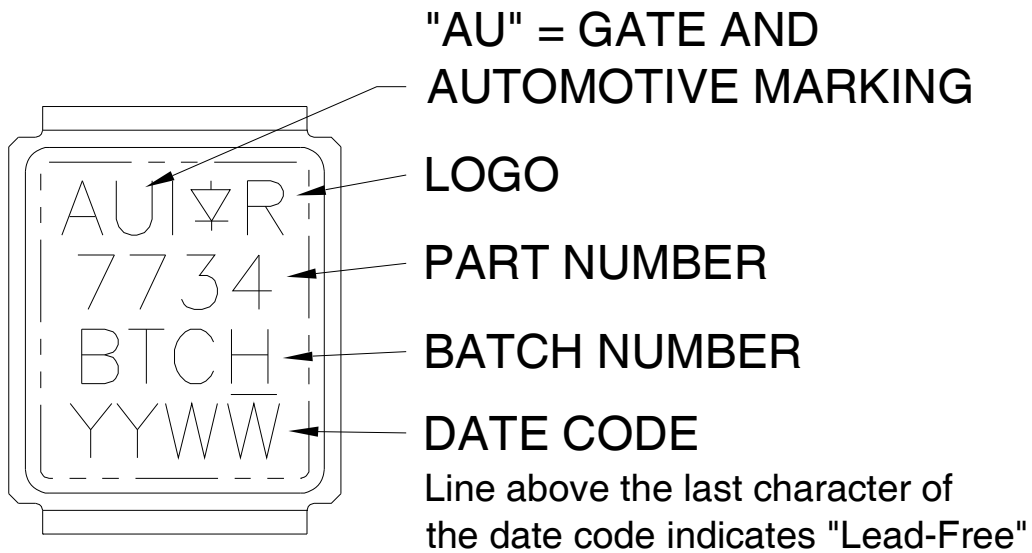 "AU" = GATE AND
AUTOMOTIVE MARKING
AUI R
LOGO
7734
PART NUMBER
BTCH
BATCH NUMBER
YYWW̅
DATE CODE
Line above the last character of
the date code indicates "Lead-Free"